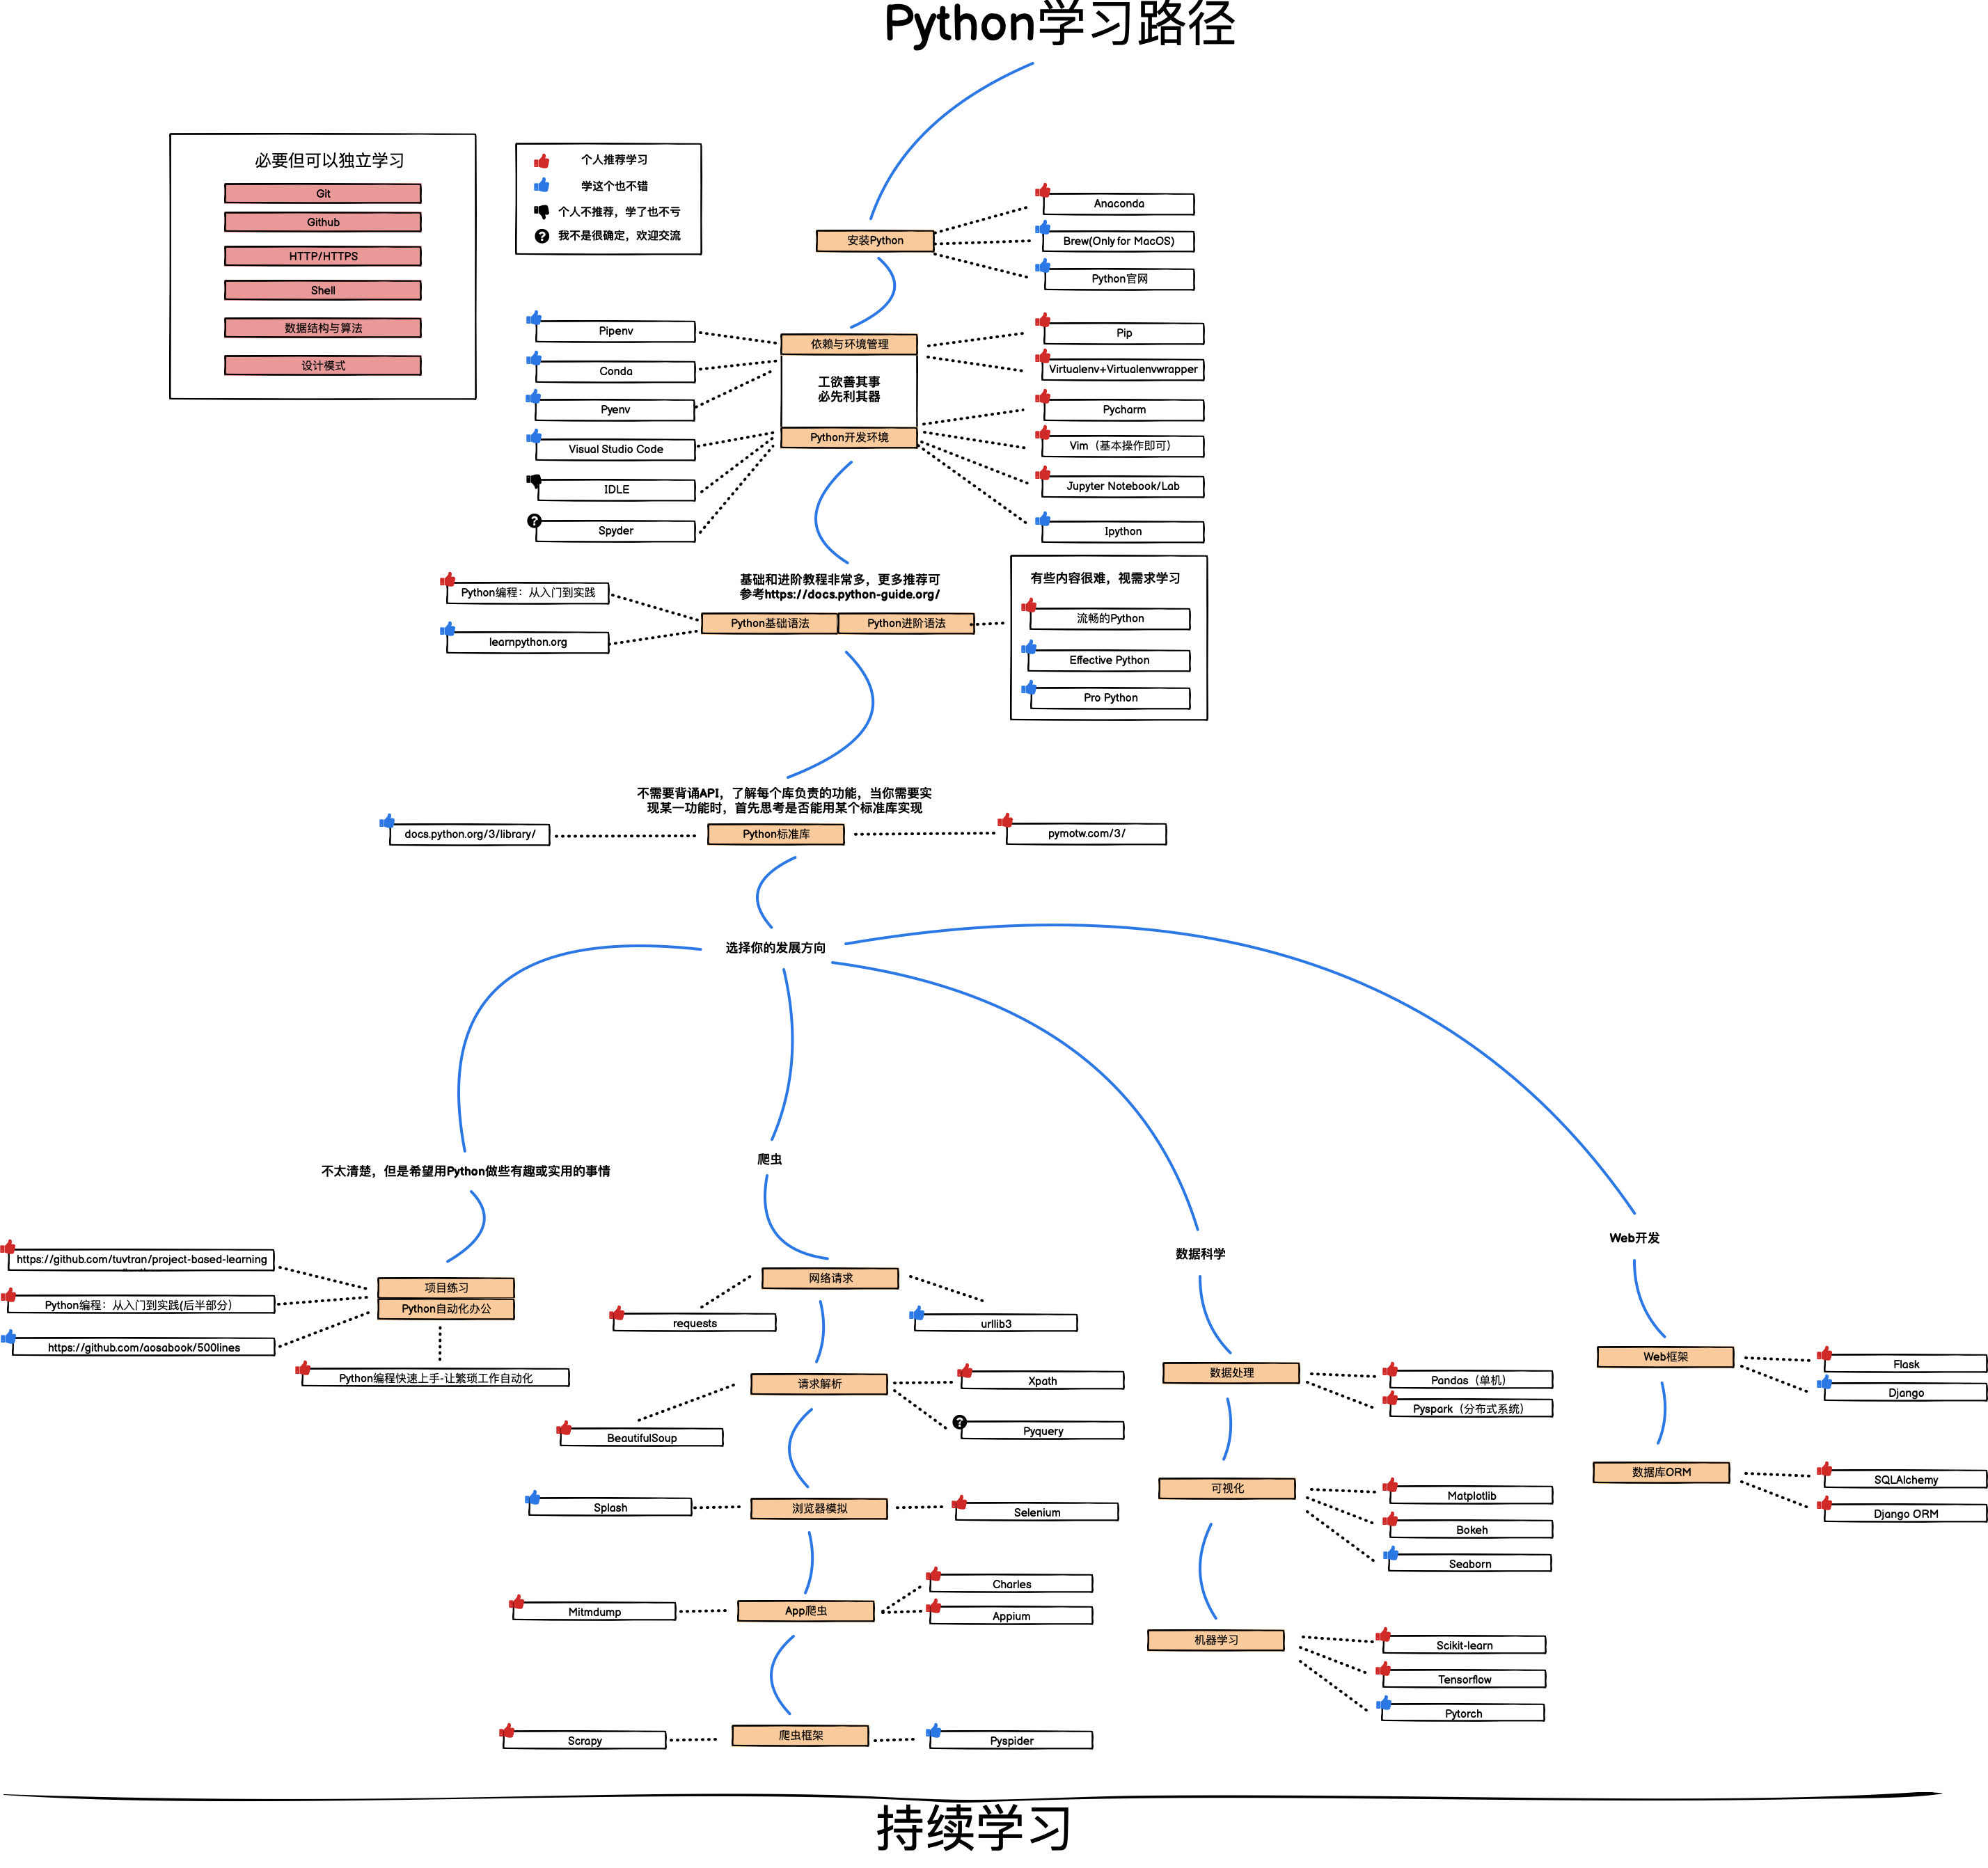 Python学习路径
必要但可以独立学习
Git
Github
HTTP/HTTPS
Shell
数据结构与算法
设计模式
个人推荐学习
学这个也不错
个人不推荐，学了也不亏
我不是很确定，欢迎交流
安装Python
Anaconda
Brew(Only for MacOS)
Python官网
Pipenv
Conda
Pyenv
Visual Studio Code
IDLE
Spyder
依赖与环境管理
工欲善其事
必先利其器
Python开发环境
Pip
Virtualenv+Virtualenvwrapper
Pycharm
Vim（基本操作即可）
Jupyter Notebook/Lab
Ipython
基础和进阶教程非常多，更多推荐可
参考https://docs.python-guide.org/
Python编程：从入门到实践
learnpython.org
Python基础语法
Python进阶语法
有些内容很难，视需求学习
流畅的Python
Effective Python
Pro Python
不需要背诵API，了解每个库负责的功能，当你需要实
现某一功能时，首先思考是否能用某个标准库实现
docs.python.org/3/library/
Python标准库
pymotw.com/3/
选择你的发展方向
不太清楚，但是希望用Python做些有趣或实用的事情
https://github.com/tuvtran/project-based-learning
Python编程：从入门到实践(后半部分）
https://github.com/aosabook/500lines
项目练习
Python自动化办公
Python编程快速上手-让繁琐工作自动化
爬虫
网络请求
requests
urllib3
请求解析
Xpath
Pyquery
BeautifulSoup
Splash
浏览器模拟
Selenium
Mitmdump
App爬虫
Charles
Appium
Scrapy
爬虫框架
Pyspider
数据科学
数据处理
Pandas（单机）
Pyspark（分布式系统）
可视化
Matplotlib
Bokeh
Seaborn
机器学习
Scikit-learn
Tensorflow
Pytorch
Web开发
Web框架
Flask
Django
数据库ORM
SQLAlchemy
Django ORM
持续学习